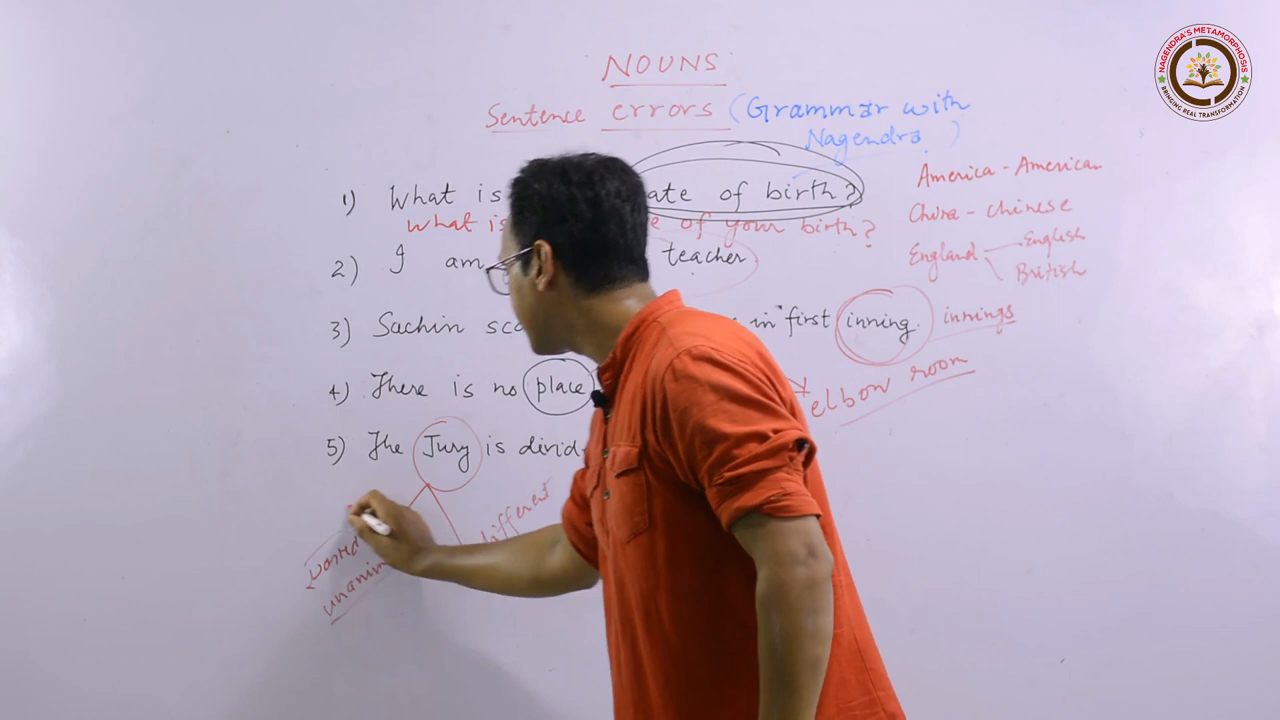 NOUNS
Sentence errors (Grammar with
Nagendra)
1) What is ate of birth?
What is e of your birth?
2) I am teacher
3) Sachin sco in first inning. innings
4) There is no place
elbow room
5) The Jury is divid
different
unanim
America - American
China - Chinese
England English
British
NAGENDRA'S METAMORPHOSIS
BRINGING REAL TRANSFORMATION